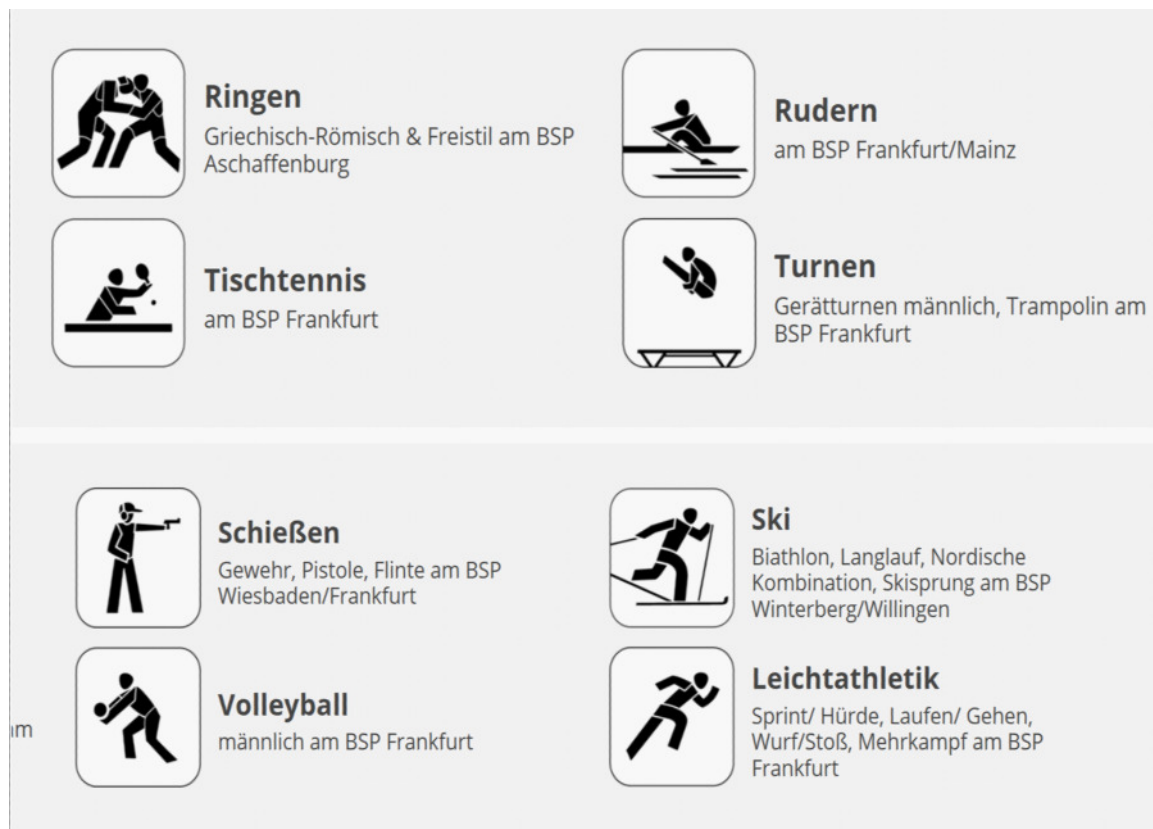 Ringen
Griechisch-Römisch & Freistil am BSP
Aschaffenburg
Rudern
am BSP Frankfurt/Mainz
Tischtennis
am BSP Frankfurt
Turnen
Gerätturnen männlich, Trampolin am
BSP Frankfurt
Schießen
Gewehr, Pistole, Flinte am BSP
Wiesbaden/Frankfurt
Ski
Biathlon, Langlauf, Nordische
Kombination, Skisprung am BSP
Winterberg/Willingen
Volleyball
männlich am BSP Frankfurt
Leichtathletik
Sprint/ Hürde, Laufen/ Gehen,
Wurf/Stoß, Mehrkampf am BSP
Frankfurt